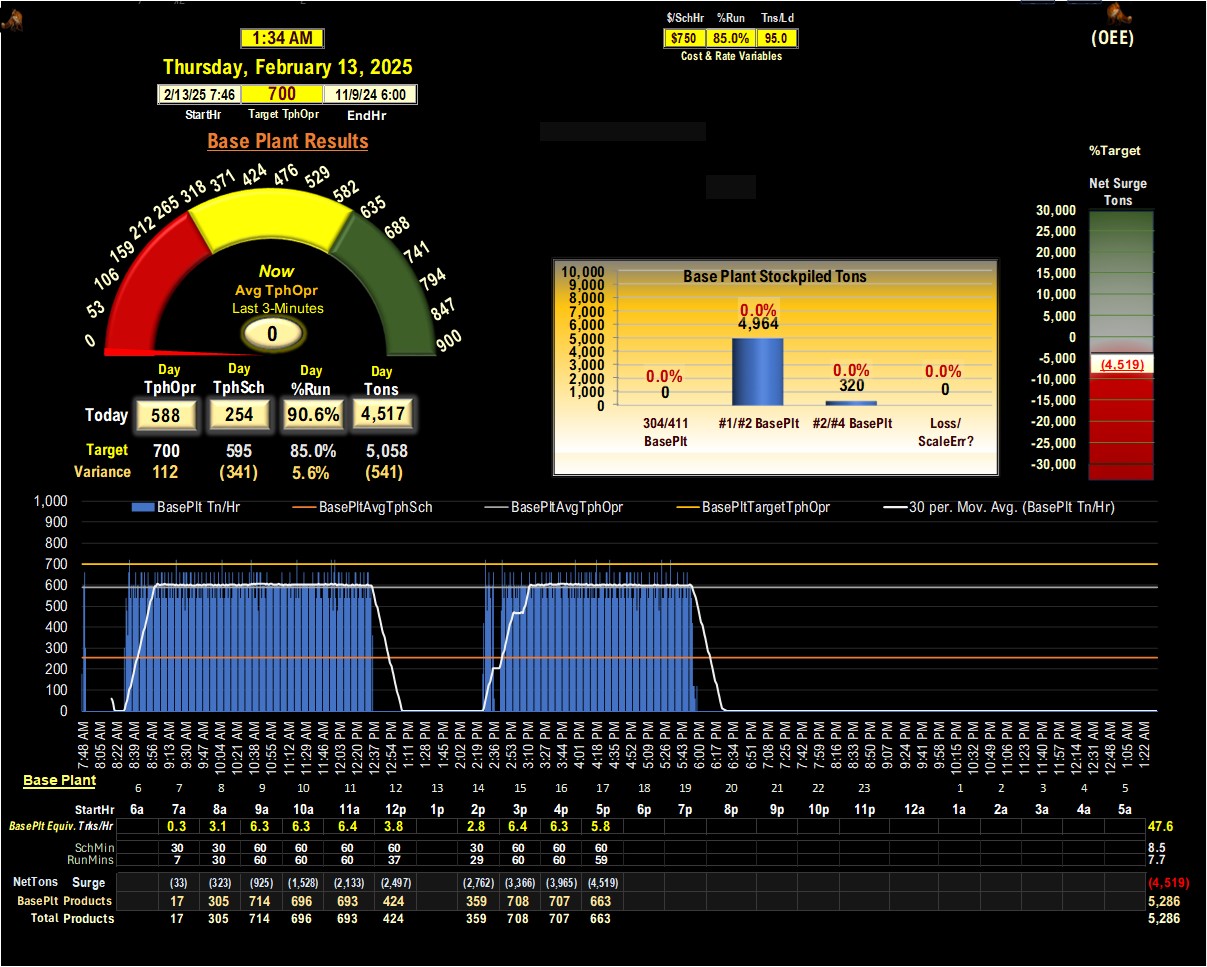 $/SchHr %Run Tns/Ld
$750 85.0% 95.0
Cost & Rate Variables
(OEE)
1:34 AM
Thursday, February 13, 2025
2/13/25 7:46 700 11/9/24 6:00
StartHr Target TphOpr EndHr
Base Plant Results
0 53 106 159 212 265 318 371 424 476 529 582 635 688 741 794 847 900
Now
Avg TphOpr
Last 3-Minutes
0
Day Day Day Day
TphOpr TphSch %Run Tons
Today 588 254 90.6% 4,517
Target 700 595 85.0% 5,058
Variance 112 (341) 5.6% (541)
Base Plant Stockpiled Tons
10,000
9,000
8,000
7,000
6,000
5,000
4,000
3,000
2,000
1,000
0
0.0% 0.0% 0.0% 0.0%
0 4,964 320 0
304/411 BasePlt #1/#2 BasePlt #2/#4 BasePlt Loss/ ScaleErr?
%Target
Net Surge
Tons
30,000
25,000
20,000
15,000
10,000
5,000
0
-5,000
-10,000
-15,000
-20,000
-25,000
-30,000
(4,519)
BasePlt Tn/Hr BasePltAvgTphSch BasePltAvgTphOpr BasePltTargetTphOpr 30 per. Mov. Avg. (BasePlt Tn/Hr)
1,000
900
800
700
600
500
400
300
200
100
0
7:48 AM 8:05 AM 8:22 AM 8:39 AM 8:56 AM 9:13 AM 9:30 AM 9:47 AM 10:04 AM 10:21 AM 10:38 AM 10:55 AM 11:12 AM 11:29 AM 11:46 AM 12:03 PM 12:20 PM 12:37 PM 12:54 PM 1:11 PM 1:28 PM 1:45 PM 2:02 PM 2:19 PM 2:36 PM 2:53 PM 3:10 PM 3:27 PM 3:44 PM 4:01 PM 4:18 PM 4:35 PM 4:52 PM 5:09 PM 5:26 PM 5:43 PM 6:00 PM 6:17 PM 6:34 PM 6:51 PM 7:08 PM 7:25 PM 7:42 PM 7:59 PM 8:16 PM 8:33 PM 8:50 PM 9:07 PM 9:24 PM 9:41 PM 9:58 PM 10:15 PM 10:32 PM 10:49 PM 11:06 PM 11:23 PM 11:40 PM 11:57 PM 12:14 AM 12:31 AM 12:48 AM 1:05 AM 1:22 AM
Base Plant
6 7 8 9 10 11 12 13 14 15 16 17 18 19 20 21 22 23 1 2 3 4 5
StartHr 6a 7a 8a 9a 10a 11a 12p 1p 2p 3p 4p 5p 6p 7p 8p 9p 10p 11p 12a 1a 2a 3a 4a 5a
BasePlt Equiv. Trks/Hr 0.3 3.1 6.3 6.3 6.4 3.8 2.8 6.4 6.3 5.8 47.6
SchMin 30 30 60 60 60 60 30 60 60 60 8.5
RunMins 7 30 60 60 60 37 29 60 60 59 7.7
NetTons Surge (33) (323) (925) (1,528) (2,133) (2,497) (2,762) (3,366) (3,965) (4,519) (4,519)
BasePlt Products 17 305 714 696 693 424 359 708 707 663 5,286
Total Products 17 305 714 696 693 424 359 708 707 663 5,286